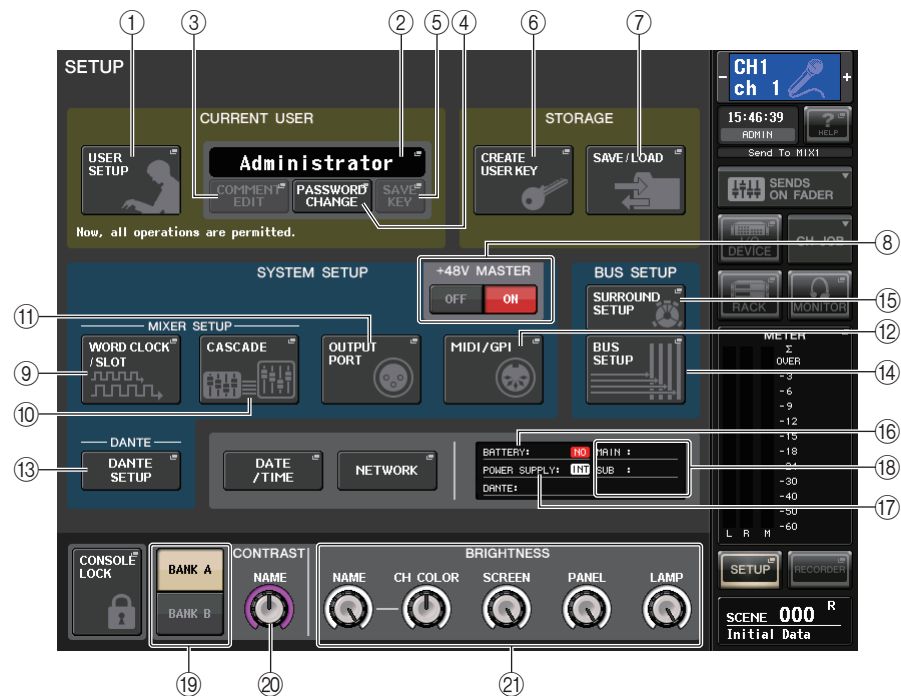 ① ③ ② ④ ⑤ ⑥ ⑦
SETUP
CH1
ch 1
- +
CURRENT USER
STORAGE
15:46:39
ADMIN
?
HELP
Send To MIX1
USER
SETUP
Administrator
COMMENT
EDIT
PASSWORD
CHANGE
SAVE
KEY
CREATE
USER KEY
SAVE/LOAD
Now, all operations are permitted.
SENDS
ON FADER
I/O
DEVICE
CH JOB
RACK
MONITOR
⑧
SYSTEM SETUP
+48V MASTER
OFF
ON
BUS SETUP
SURROUND
SETUP
⑮
⑪
MIXER SETUP
WORD CLOCK
/SLOT
CASCADE
OUTPUT
PORT
MIDI/GPI
BUS
SETUP
⑫
⑨
⑩
⑭
METER
Σ
OVER
-3
-6
-9
-12
-15
-18
-24
-30
-40
-50
-60
L R M
DANTE
DANTE
SETUP
⑬
DATE
/TIME
NETWORK
BATTERY: NO
POWER SUPPLY: INT
DANTE:
MAIN :
SUB :
⑯
⑱
⑰
CONSOLE
LOCK
BANK A
BANK B
CONTRAST
NAME
BRIGHTNESS
NAME
CH COLOR
SCREEN
PANEL
LAMP
SETUP
RECORDER
SCENE 000 R
Initial Data
⑲ ⑳ ㉑